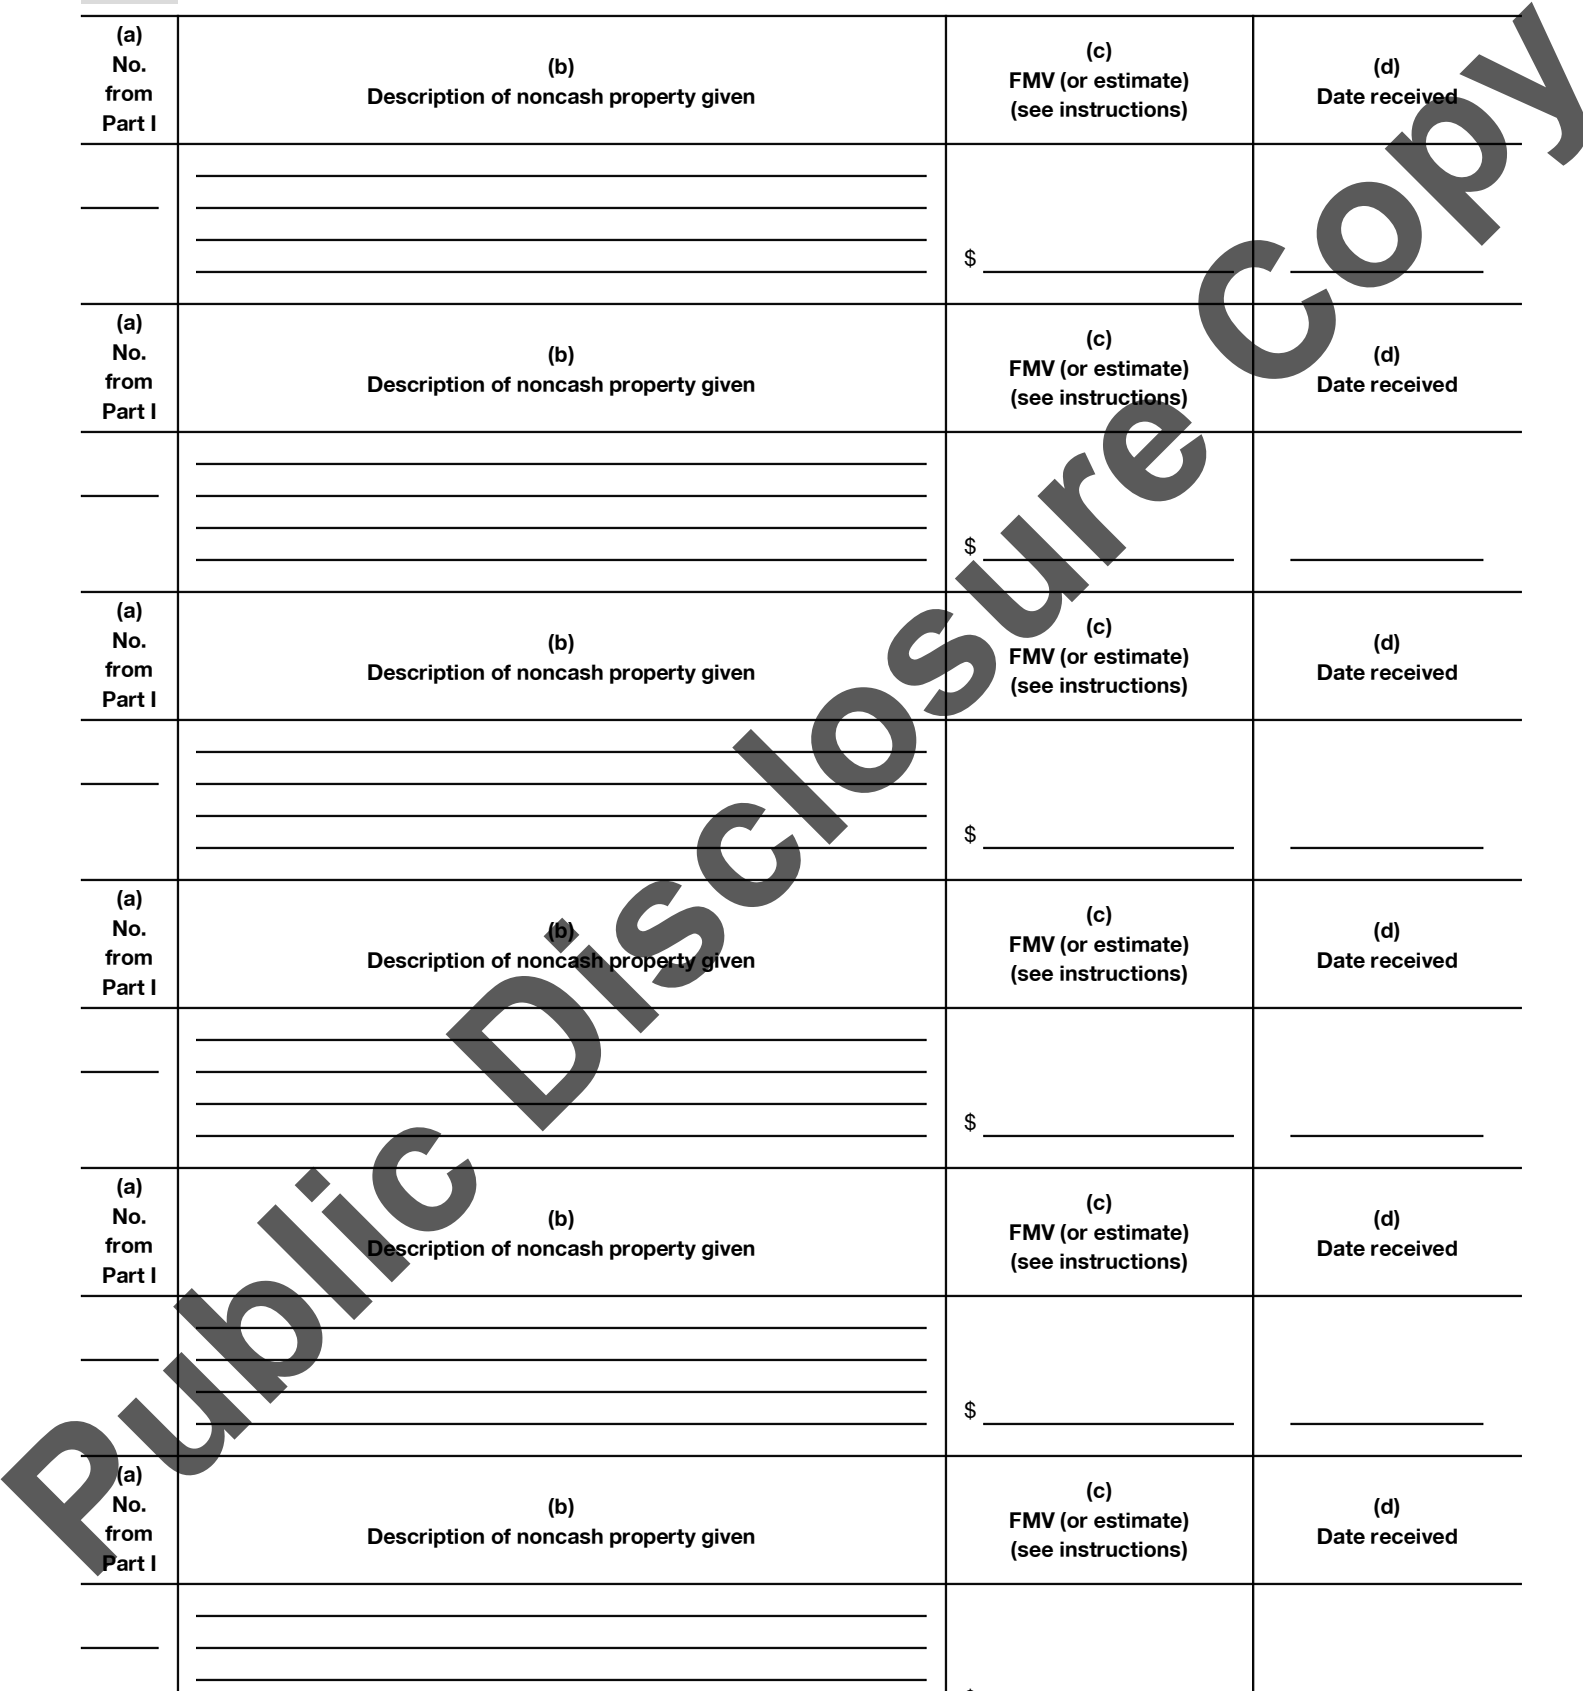 (a)
No.
from
Part I
(b)
Description of noncash property given
(c)
FMV (or estimate)
(see instructions)
(d)
Date received
$
(a)
No.
from
Part I
(b)
Description of noncash property given
(c)
FMV (or estimate)
(see instructions)
(d)
Date received
$
(a)
No.
from
Part I
(b)
Description of noncash property given
(c)
FMV (or estimate)
(see instructions)
(d)
Date received
$
(a)
No.
from
Part I
(b)
Description of noncash property given
(c)
FMV (or estimate)
(see instructions)
(d)
Date received
$
(a)
No.
from
Part I
(b)
Description of noncash property given
(c)
FMV (or estimate)
(see instructions)
(d)
Date received
$
(a)
No.
from
Part I
(b)
Description of noncash property given
(c)
FMV (or estimate)
(see instructions)
(d)
Date received
Public Disclosure Copy